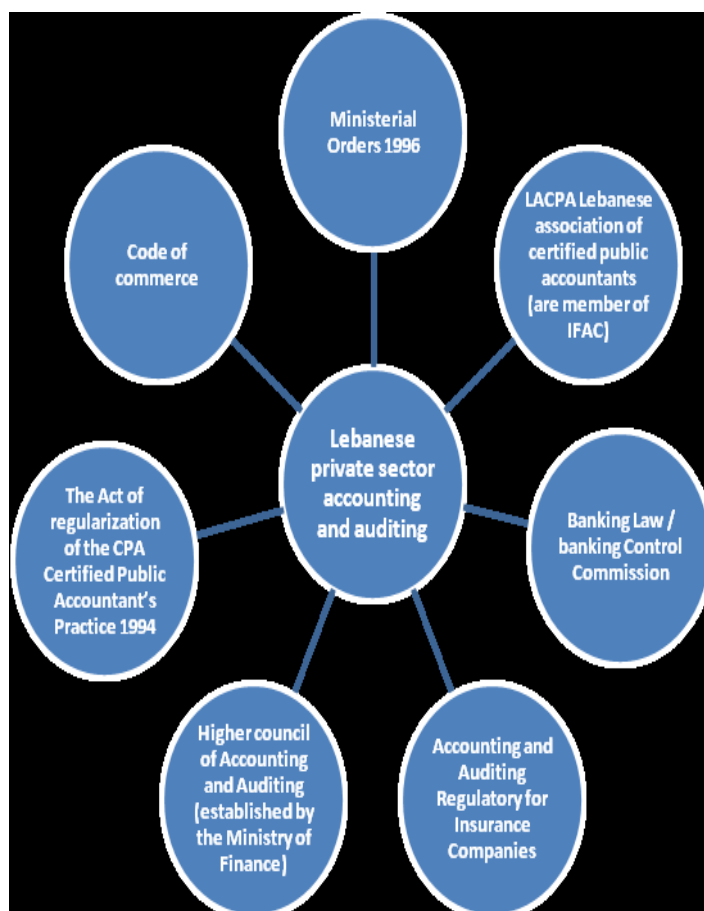 Ministerial
Orders 1996
LACPA Lebanese
association of
certified public
accountants
(are member of
IFAC)
Code of
commerce
Lebanese
private sector
accounting
and auditing
The Act of
regularization
of the CPA
Certified Public
Accountant's
Practice 1994
Banking Law /
banking Control
Commission
Higher council
of Accounting
and Auditing
(established by
the Ministry of
Finance)
Accounting and
Auditing
Regulatory for
Insurance
Companies